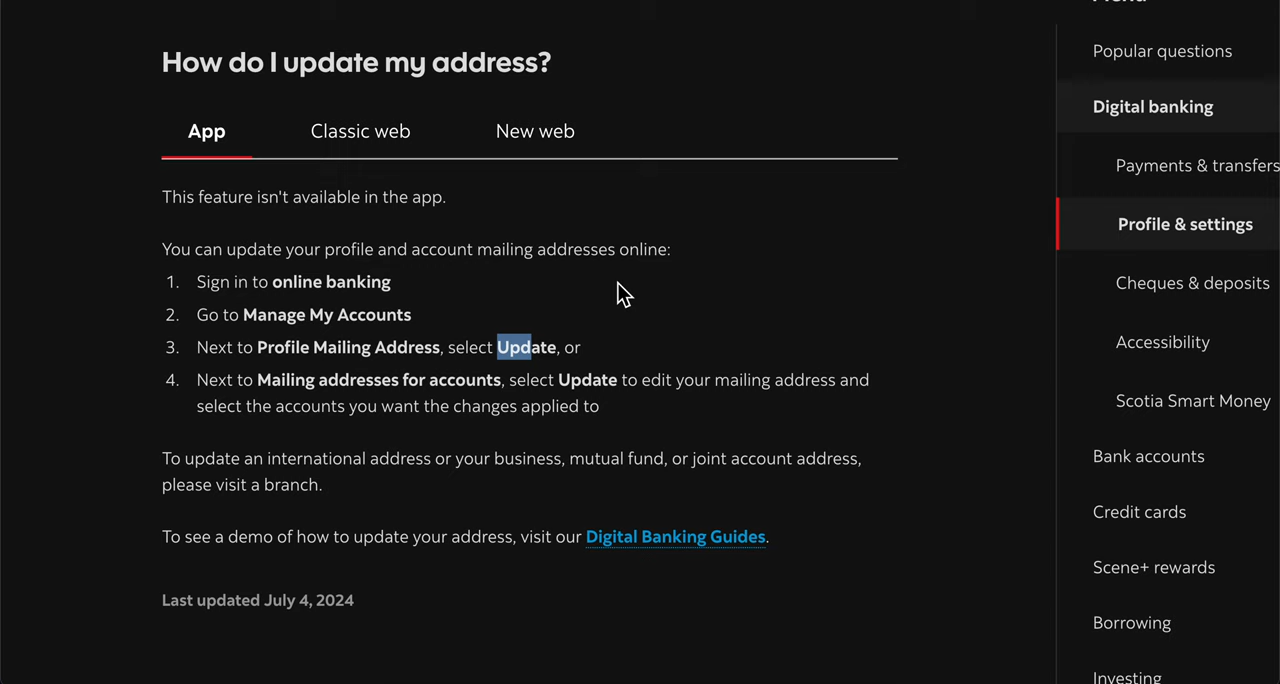 How do I update my address?
App
Classic web
New web
This feature isn't available in the app.
You can update your profile and account mailing addresses online:
1. Sign in to online banking
2. Go to Manage My Accounts
3. Next to Profile Mailing Address, select Update, or
4. Next to Mailing addresses for accounts, select Update to edit your mailing address and
select the accounts you want the changes applied to
To update an international address or your business, mutual fund, or joint account address,
please visit a branch.
To see a demo of how to update your address, visit our Digital Banking Guides.
Last updated July 4, 2024
Popular questions
Digital banking
Payments & transfers
Profile & settings
Cheques & deposits
Accessibility
Scotia Smart Money
Bank accounts
Credit cards
Scene+ rewards
Borrowing
Investing